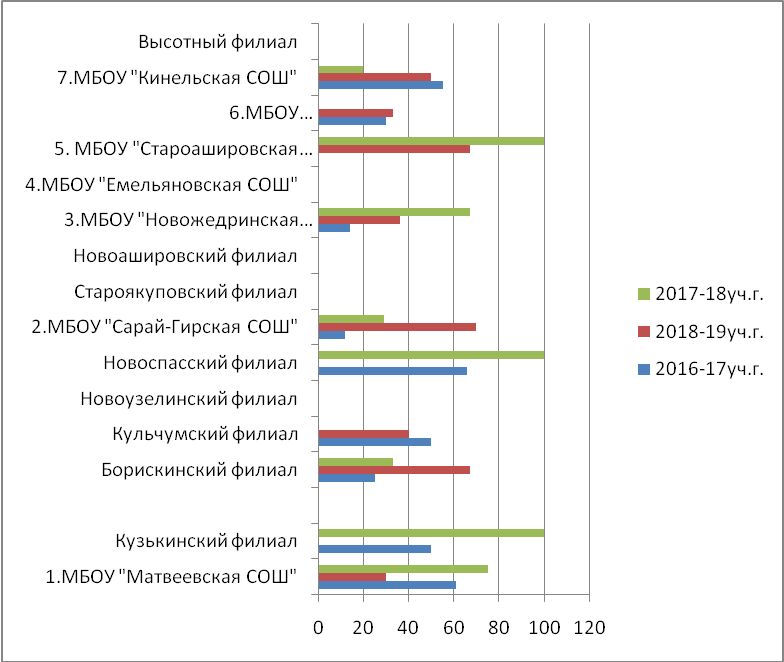 Высотный филиал
7.МБОУ "Кинельская СОШ"
6.МБОУ...
5. МБОУ "Староашировская...
4.МБОУ "Емельяновская СОШ"
3.МБОУ "Новожедринская...
Новоашировский филиал
Староякуповский филиал
2.МБОУ "Сарай-Гирская СОШ"
Новоспасский филиал
Новоузелинский филиал
Кульчумский филиал
Борискинский филиал
Кузькинский филиал
1.МБОУ "Матвеевская СОШ"
0 20 40 60 80 100 120
2017-18уч.г.
2018-19уч.г.
2016-17уч.г.